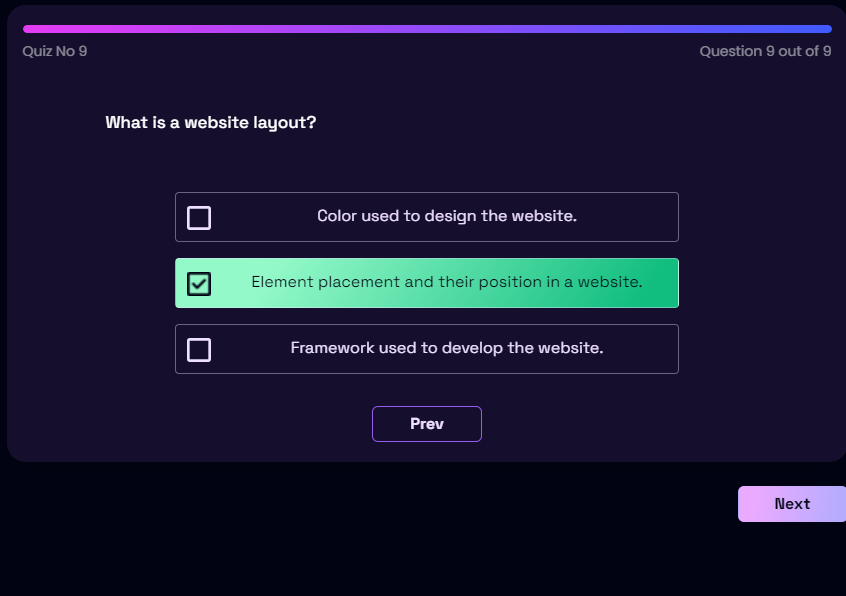 Quiz No 9
Question 9 out of 9
What is a website layout?
Color used to design the website.
Element placement and their position in a website.
Framework used to develop the website.
Prev
Next